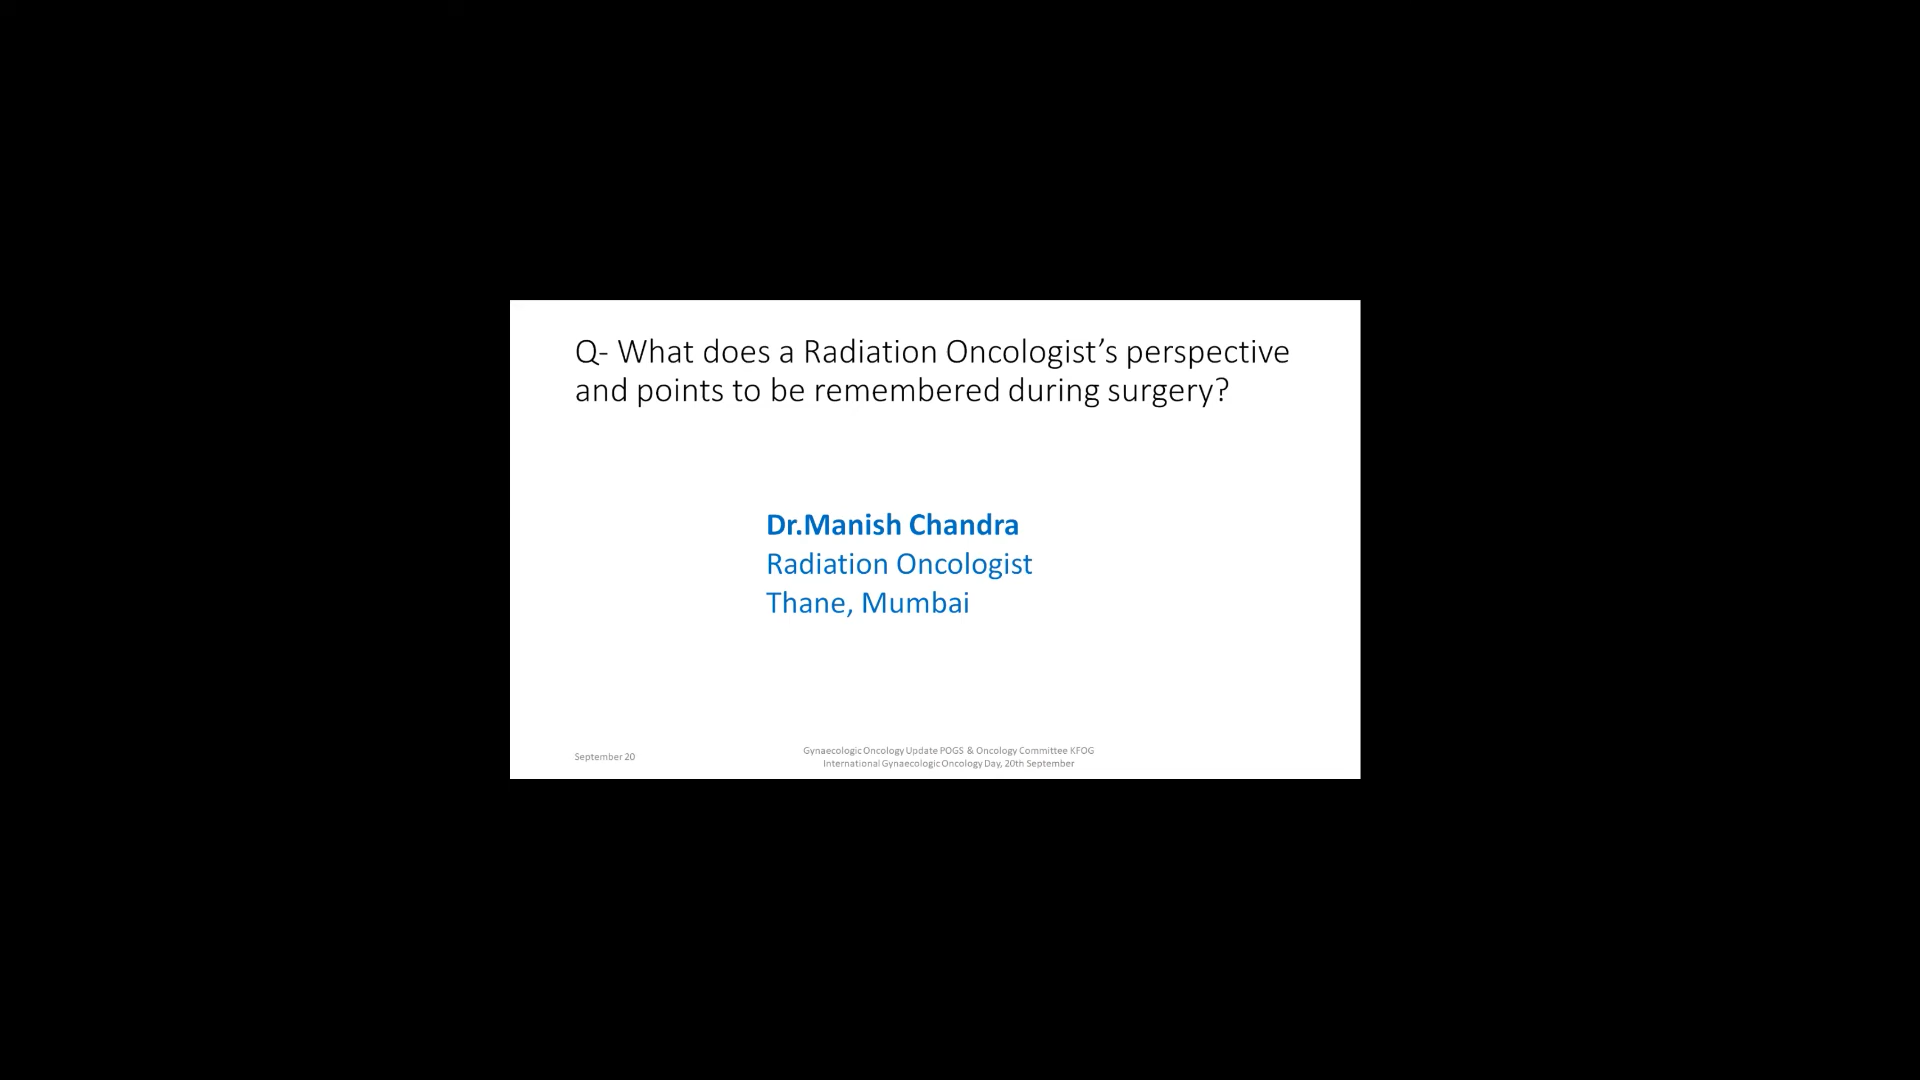 Q- What does a Radiation Oncologist’s perspective
and points to be remembered during surgery?
Dr.Manish Chandra
Radiation Oncologist
Thane, Mumbai
September 20
Gynaecologic Oncology Update POGS & Oncology Committee KFOG
International Gynaecologic Oncology Day, 20th September